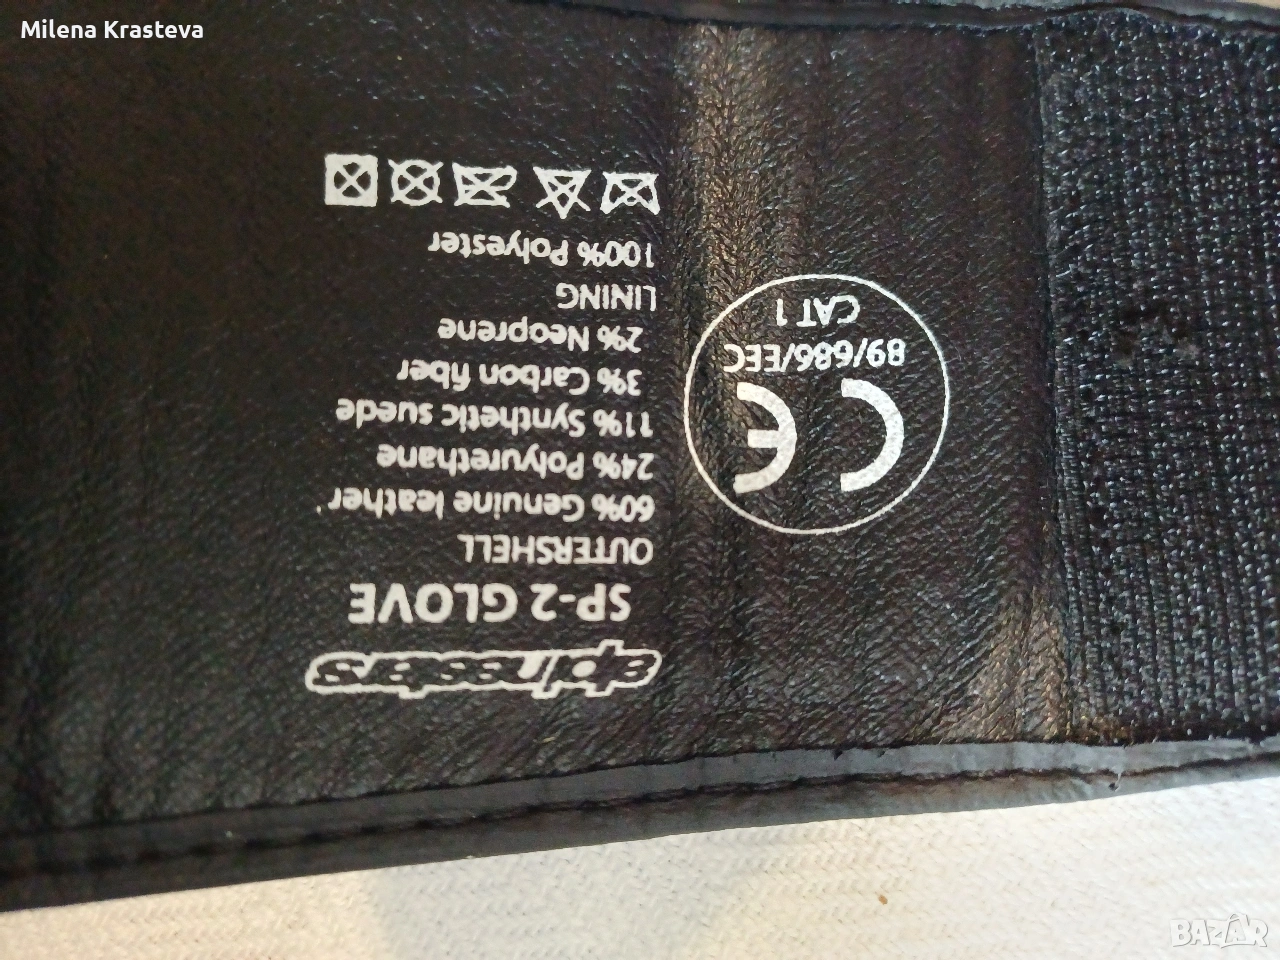 Milena Krasteva
alpinestars
SP-2 GLOVE
OUTERSHELL
60% Genuine leather
24% Polyurethane
11% Synthetic suede
3% Carbon fiber
2% Neoprene
LINING
100% Polyester
CE
89/686/EEC
CAT 1
BAZAR